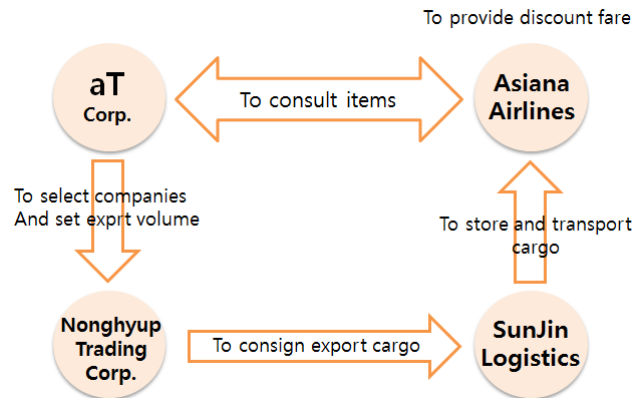 To provide discount fare
aT
Corp.
To consult items
Asiana
Airlines
To select companies
And set exprt volume
To store and transport
cargo
Nonghyup
Trading
Corp.
To consign export cargo
SunJin
Logistics